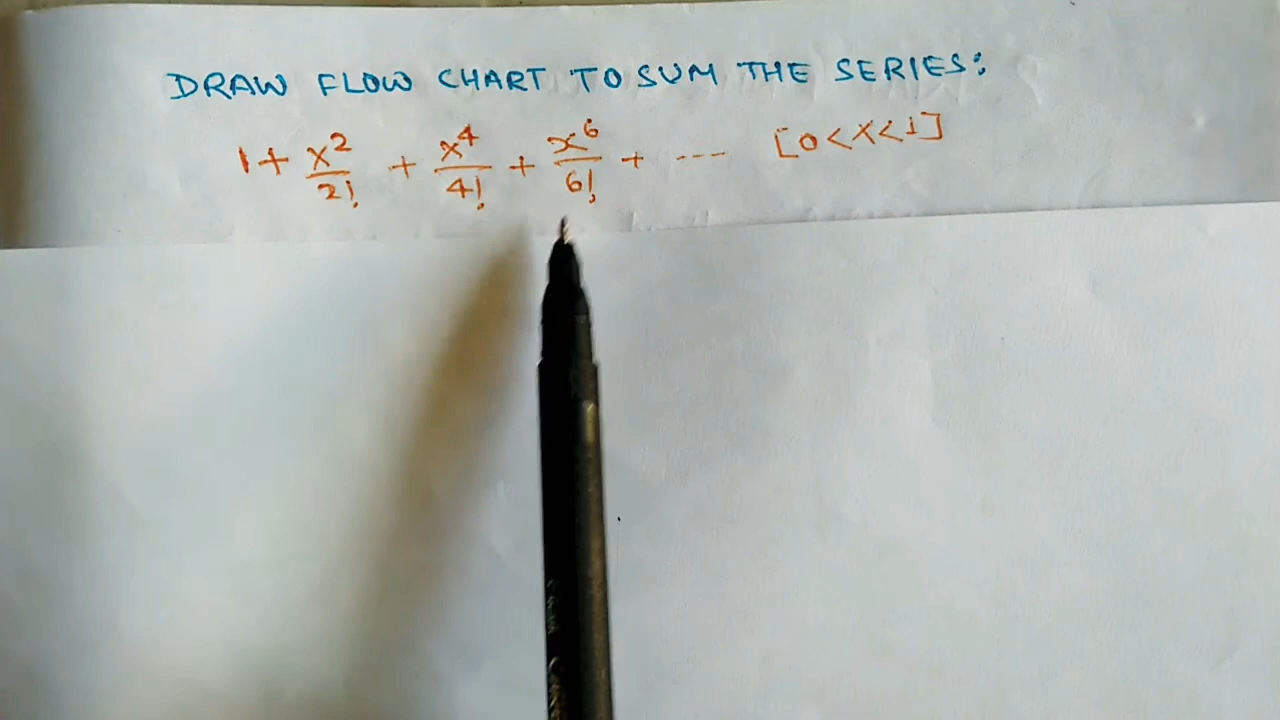 DRAW FLOW CHART TO SUM THE SERIES:
1 + x²/2! + x⁴/4! + x⁶/6! + --- [0<x<1]